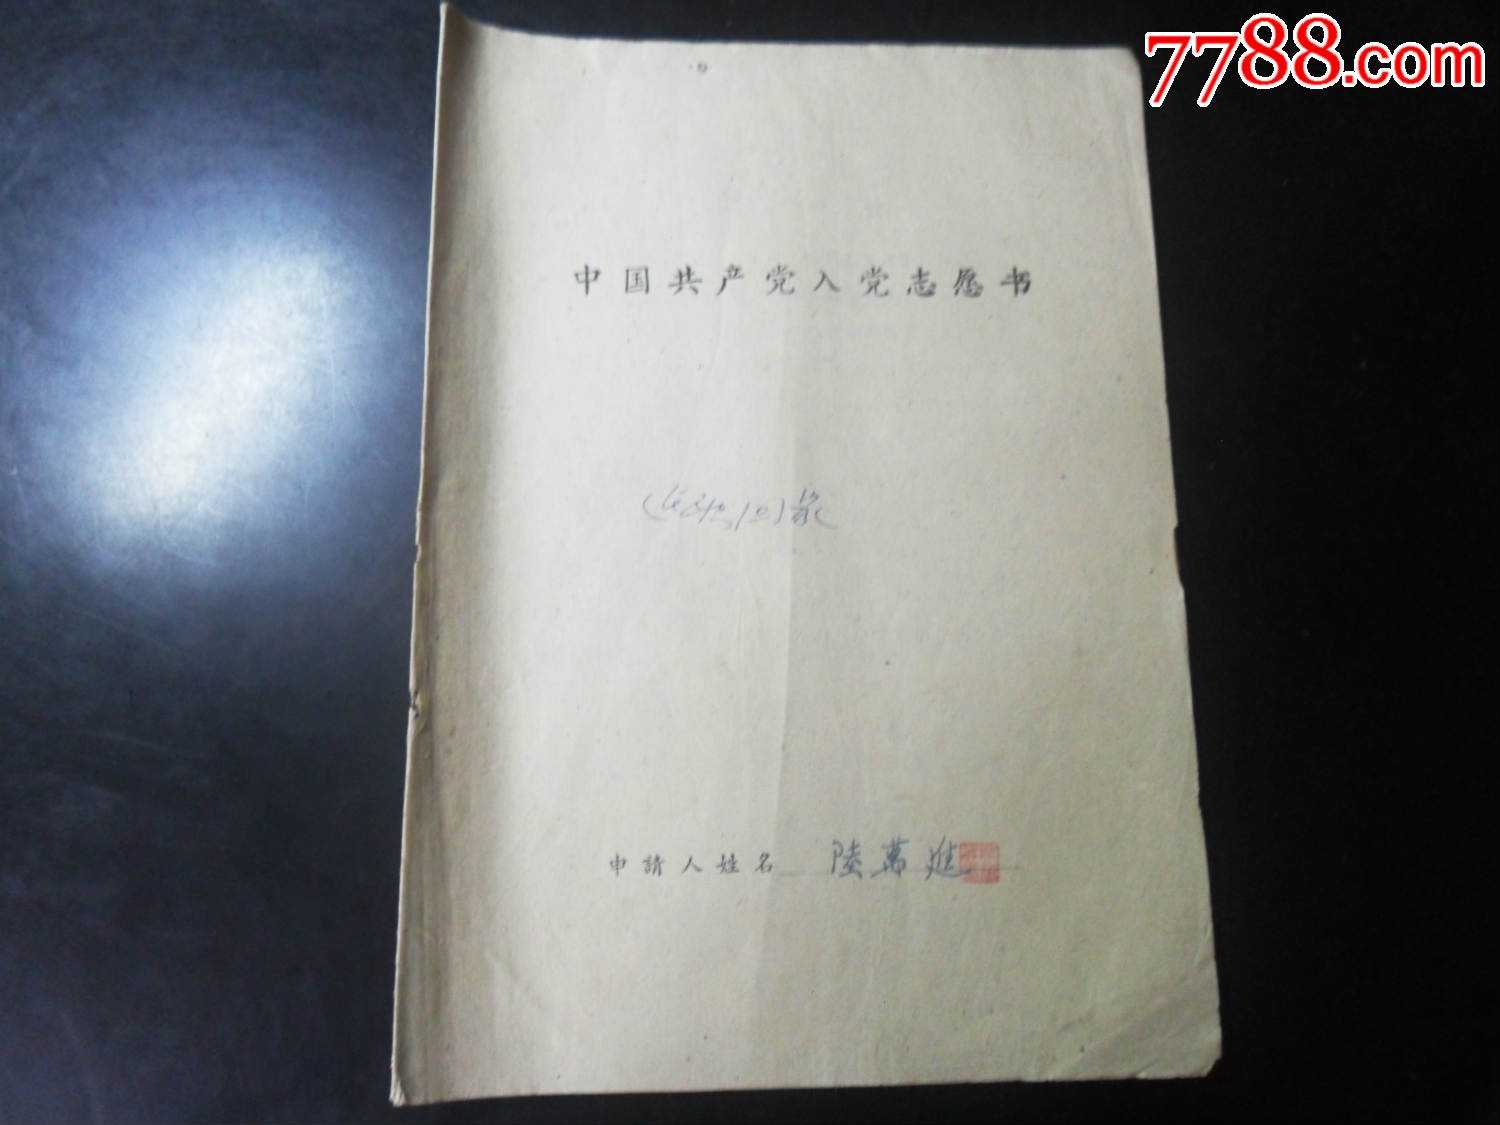 7788.com
中国共产党入党志愿书
申請人姓名 陸萬進